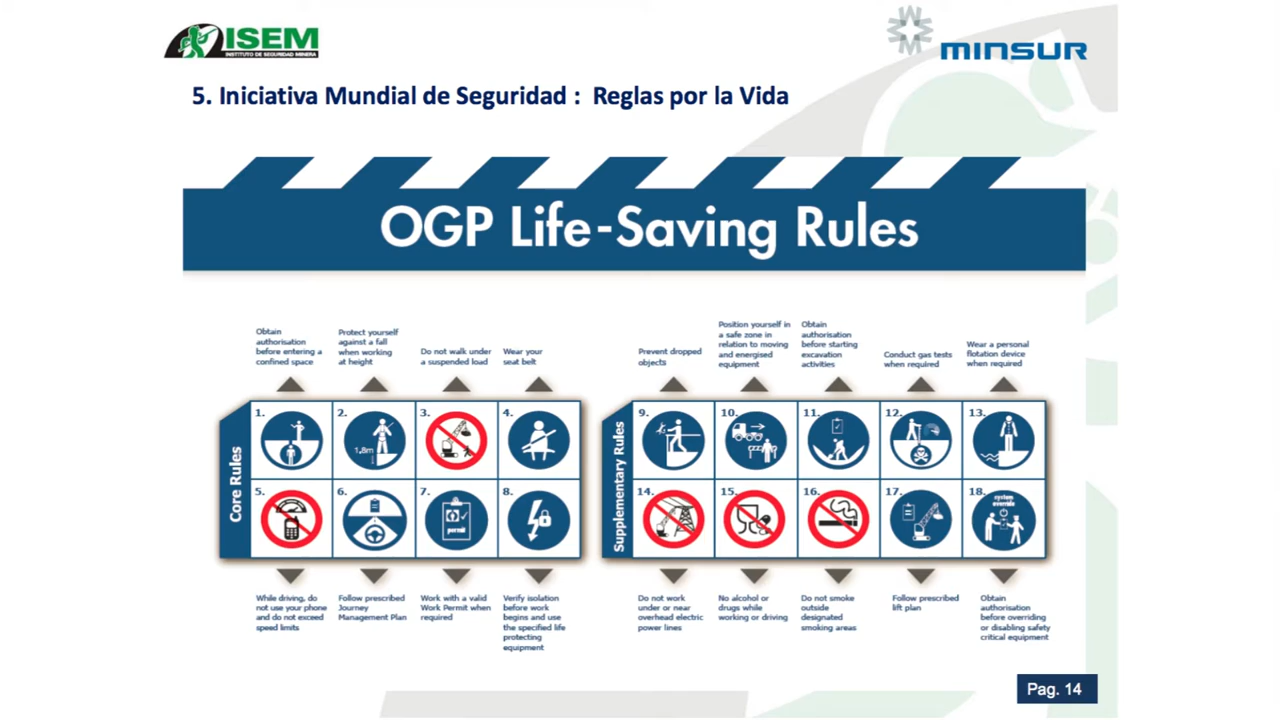 ISEM
INSTITUTO DE SEGURIDAD MINERA
MINSUR
5. Iniciativa Mundial de Seguridad : Reglas por la Vida
OGP Life-Saving Rules
Obtain
authorisation
before entering a
confined space
Protect yourself
against a fall
when working
at height
Do not walk under
a suspended load
Wear your
seat belt
Prevent dropped
objects
Position yourself in
a safe zone in
relation to moving
and energised
equipment
Obtain
authorisation
before starting
excavation
activities
Conduct gas tests
when required
Wear a personal
flotation device
when required
Core Rules
1.
2.
1.8m
3.
4.
5.
6.
7.
permit
8.
Supplementary Rules
9.
10.
11.
12.
13.
14.
15.
16.
17.
18.
system
override
While driving, do
not use your phone
and do not exceed
speed limits
Follow prescribed
Journey
Management Plan
Work with a valid
Work Permit when
required
Verify isolation
before work
begins and use
the specified life
protecting
equipment
Do not work
under or near
overhead electric
power lines
No alcohol or
drugs while
working or driving
Do not smoke
outside
designated
smoking areas
Follow prescribed
lift plan
Obtain
authorisation
before overriding
or disabling safety
critical equipment
Pag. 14